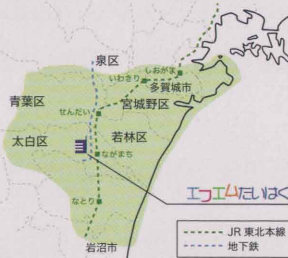 泉区
しおがま
いわきり
多賀城市
青葉区
宮城野区
せんだい
太白区
若林区
ながまち
エフエムたいはく
なとり
JR東北本線
地下鉄
岩沼市